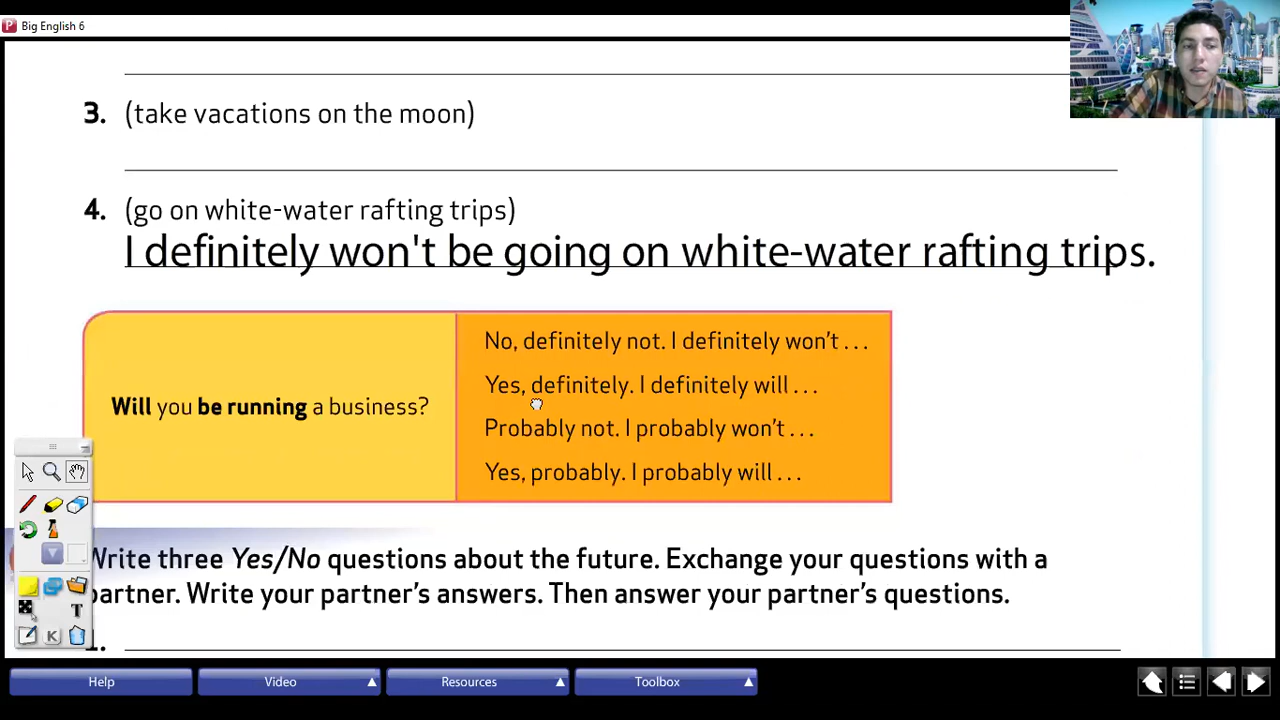 Big English 6
3. (take vacations on the moon)
4. (go on white-water rafting trips)
I definitely won't be going on white-water rafting trips.
No, definitely not. I definitely won't . . .
Yes, definitely. I definitely will . . .
Will you be running a business?
Probably not. I probably won't . . .
Yes, probably. I probably will . . .
Write three Yes/No questions about the future. Exchange your questions with a
partner. Write your partner's answers. Then answer your partner's questions.
1.
T
K
Help Video Resources Toolbox